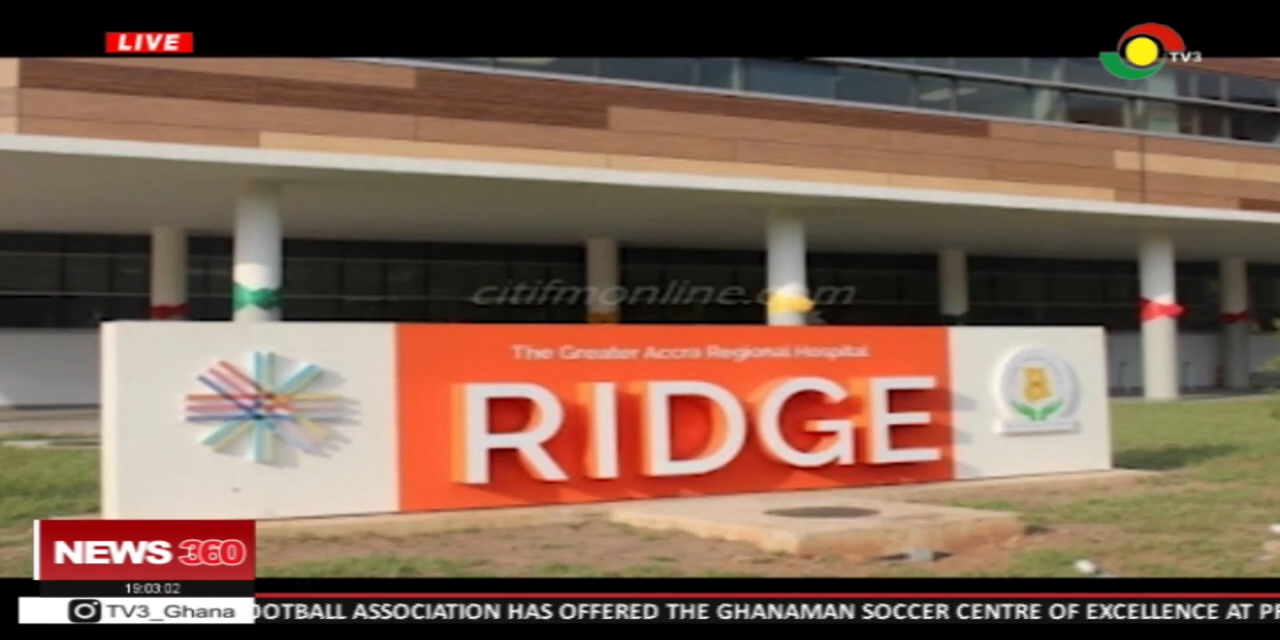 LIVE
TV3
citifmonline.com
The Greater Accra Regional Hospital
RIDGE
NEWS 360
19:03:02
TV3_Ghana
OOTBALL ASSOCIATION HAS OFFERED THE GHANAMAN SOCCER CENTRE OF EXCELLENCE AT